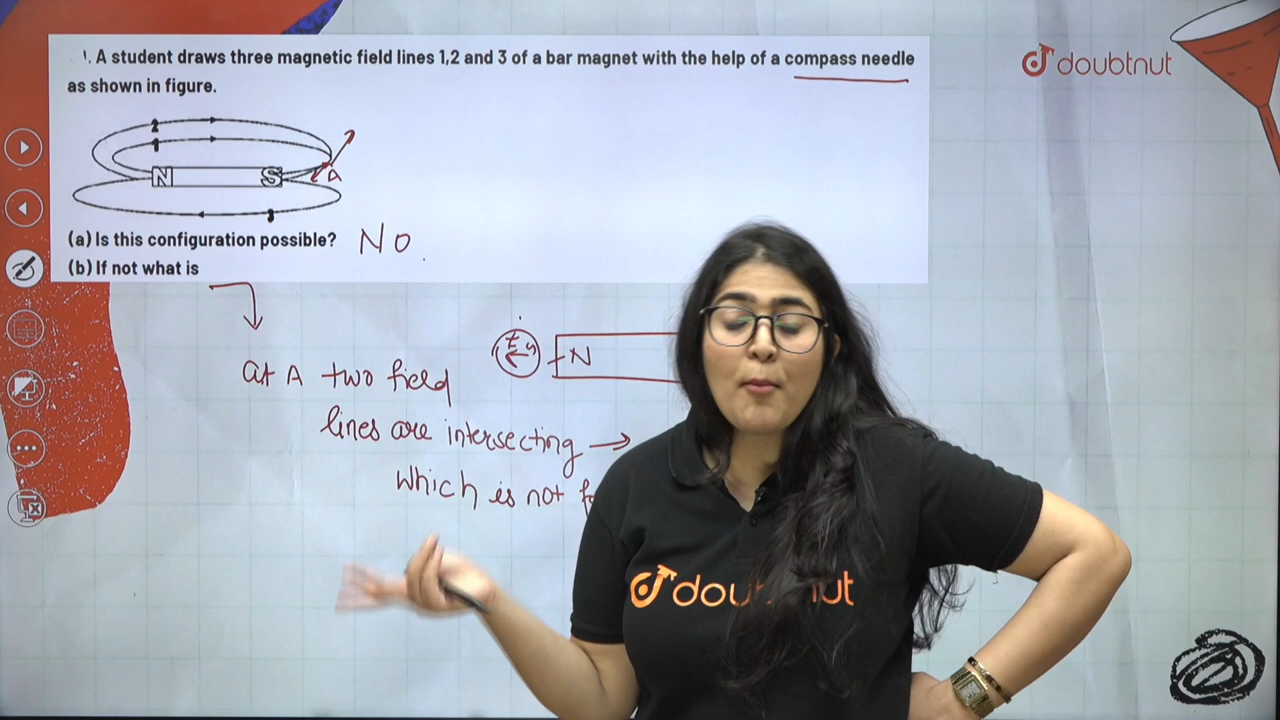 . A student draws three magnetic field lines 1,2 and 3 of a bar magnet with the help of a compass needle
as shown in figure.
doubtnut
2
1
N S
A
3
(a) Is this configuration possible? No.
(b) If not what is
N
at A two field
lines are intersecting →
which is not
doubtnut